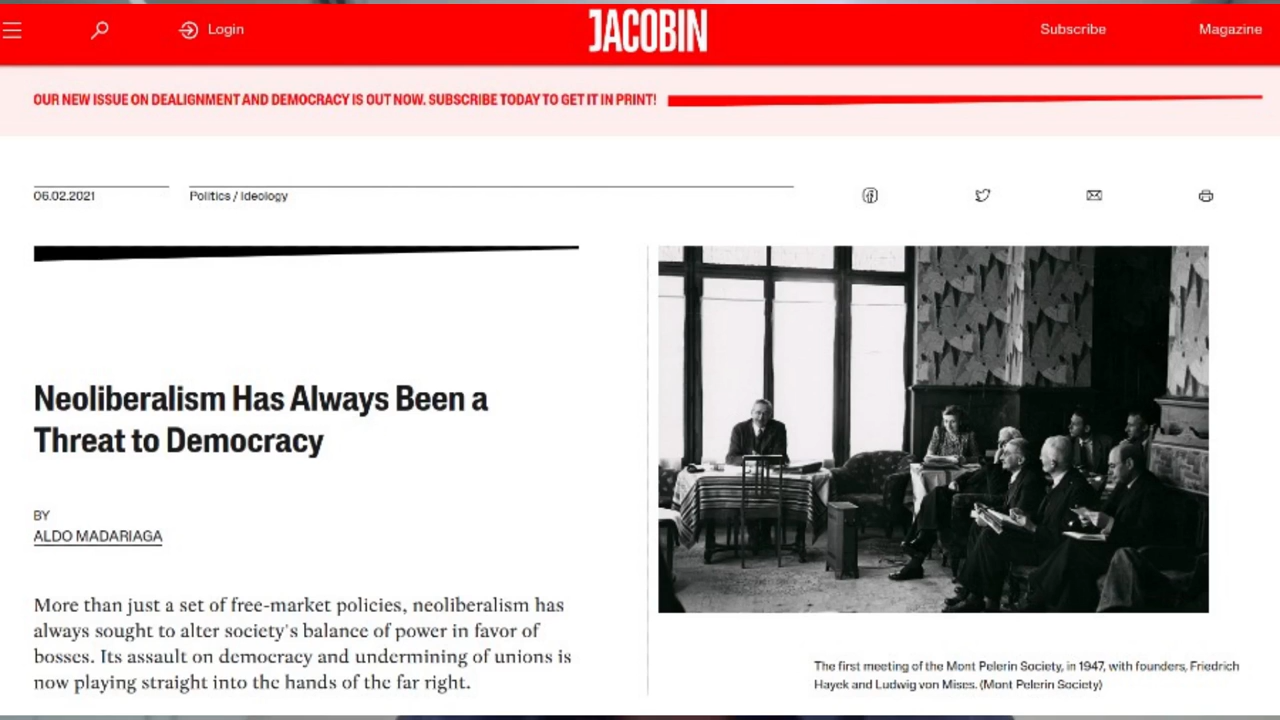 Login
JACOBIN
Subscribe
Magazine
OUR NEW ISSUE ON DEALIGNMENT AND DEMOCRACY IS OUT NOW. SUBSCRIBE TODAY TO GET IT IN PRINT!
06.02.2021
Politics / Ideology
Neoliberalism Has Always Been a
Threat to Democracy
BY
ALDO MADARIAGA
More than just a set of free-market policies, neoliberalism has
always sought to alter society's balance of power in favor of
bosses. Its assault on democracy and undermining of unions is
now playing straight into the hands of the far right.
The first meeting of the Mont Pelerin Society, in 1947, with founders, Friedrich
Hayek and Ludwig von Mises. (Mont Pelerin Society)